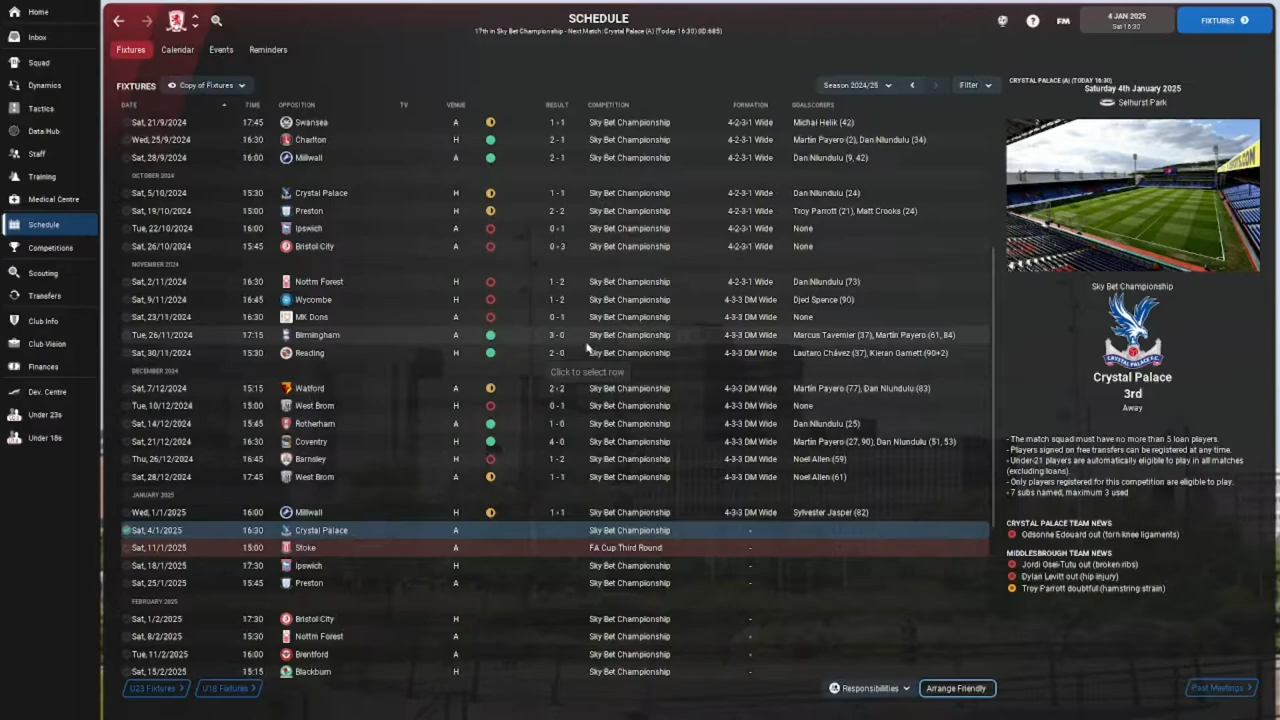 Home
Inbox
Squad
Dynamics
Tactics
Data Hub
Staff
Training
Medical Centre
Schedule
Competitions
Scouting
Transfers
Club Info
Club Vision
Finances
Dev. Centre
Under 23s
Under 18s
SCHEDULE
17th in Sky Bet Championship - Next Match: Crystal Palace (A) (Today 16:30) (ID:685)
FM
4 JAN 2025
Sat 16:30
FIXTURES
Fixtures Calendar Events Reminders
FIXTURES Copy of Fixtures Season 2024/25 Filter
DATE TIME OPPOSITION TV VENUE RESULT COMPETITION FORMATION GOALSCORERS
Sat, 21/9/2024 17:45 Swansea A 1 - 1 Sky Bet Championship 4-2-3-1 Wide Michał Helik (42)
Wed, 25/9/2024 16:30 Charlton H 2 - 1 Sky Bet Championship 4-2-3-1 Wide Martín Payero (2), Dan Nlundulu (34)
Sat, 28/9/2024 16:00 Millwall A 2 - 1 Sky Bet Championship 4-2-3-1 Wide Dan Nlundulu (9, 42)
OCTOBER 2024
Sat, 5/10/2024 15:30 Crystal Palace H 1 - 1 Sky Bet Championship 4-2-3-1 Wide Dan Nlundulu (24)
Sat, 19/10/2024 15:00 Preston H 2 - 2 Sky Bet Championship 4-2-3-1 Wide Troy Parrott (21), Matt Crooks (24)
Tue, 22/10/2024 16:00 Ipswich A 0 - 1 Sky Bet Championship 4-2-3-1 Wide None
Sat, 26/10/2024 15:45 Bristol City A 0 - 3 Sky Bet Championship 4-2-3-1 Wide None
NOVEMBER 2024
Sat, 2/11/2024 16:30 Nottm Forest H 1 - 2 Sky Bet Championship 4-2-3-1 Wide Dan Nlundulu (73)
Sat, 9/11/2024 16:45 Wycombe H 1 - 2 Sky Bet Championship 4-3-3 DM Wide Djed Spence (90)
Sat, 23/11/2024 16:30 MK Dons A 0 - 1 Sky Bet Championship 4-3-3 DM Wide None
Tue, 26/11/2024 17:15 Birmingham A 3 - 0 Sky Bet Championship 4-3-3 DM Wide Marcus Tavernier (37), Martín Payero (61, 84)
Sat, 30/11/2024 15:30 Reading H 2 - 0 Sky Bet Championship 4-3-3 DM Wide Lautaro Chávez (37), Kieran Garnett (90+2)
DECEMBER 2024
Click to select row
Sat, 7/12/2024 15:15 Watford A 2 - 2 Sky Bet Championship 4-3-3 DM Wide Martín Payero (77), Dan Nlundulu (83)
Tue, 10/12/2024 15:00 West Brom H 0 - 1 Sky Bet Championship 4-3-3 DM Wide None
Sat, 14/12/2024 15:45 Rotherham A 1 - 0 Sky Bet Championship 4-3-3 DM Wide Dan Nlundulu (25)
Sat, 21/12/2024 16:30 Coventry H 4 - 0 Sky Bet Championship 4-3-3 DM Wide Martín Payero (27, 90), Dan Nlundulu (51, 53)
Thu, 26/12/2024 16:45 Barnsley H 1 - 2 Sky Bet Championship 4-3-3 DM Wide Noel Allen (59)
Sat, 28/12/2024 17:45 West Brom A 1 - 1 Sky Bet Championship 4-3-3 DM Wide Noel Allen (61)
JANUARY 2025
Wed, 1/1/2025 16:00 Millwall H 1 - 1 Sky Bet Championship 4-3-3 DM Wide Sylvester Jasper (82)
Sat, 4/1/2025 16:30 Crystal Palace A Sky Bet Championship -
Sat, 11/1/2025 15:00 Stoke A FA Cup Third Round -
Sat, 18/1/2025 17:30 Ipswich H Sky Bet Championship -
Sat, 25/1/2025 15:45 Preston A Sky Bet Championship -
FEBRUARY 2025
Sat, 1/2/2025 17:30 Bristol City H Sky Bet Championship -
Sat, 8/2/2025 15:30 Nottm Forest A Sky Bet Championship -
Tue, 11/2/2025 16:00 Brentford A Sky Bet Championship -
Sat, 15/2/2025 15:15 Blackburn H Sky Bet Championship -
U23 Fixtures > U18 Fixtures > Responsibilities Arrange Friendly Past Meetings >
CRYSTAL PALACE (A) (TODAY 16:30)
Saturday 4th January 2025
Selhurst Park
Sky Bet Championship
Crystal Palace
3rd
Away
- The match squad must have no more than 5 loan players.
- Players signed on free transfers can be registered at any time.
- Under-21 players are automatically eligible to play in all matches
(excluding loans).
- Only players registered for this competition are eligible to play.
- 7 subs named, maximum 3 used
CRYSTAL PALACE TEAM NEWS
Odsonne Edouard out (torn knee ligaments)
MIDDLESBROUGH TEAM NEWS
Jordi Osei-Tutu out (broken ribs)
Dylan Levitt out (hip injury)
Troy Parrott doubtful (hamstring strain)